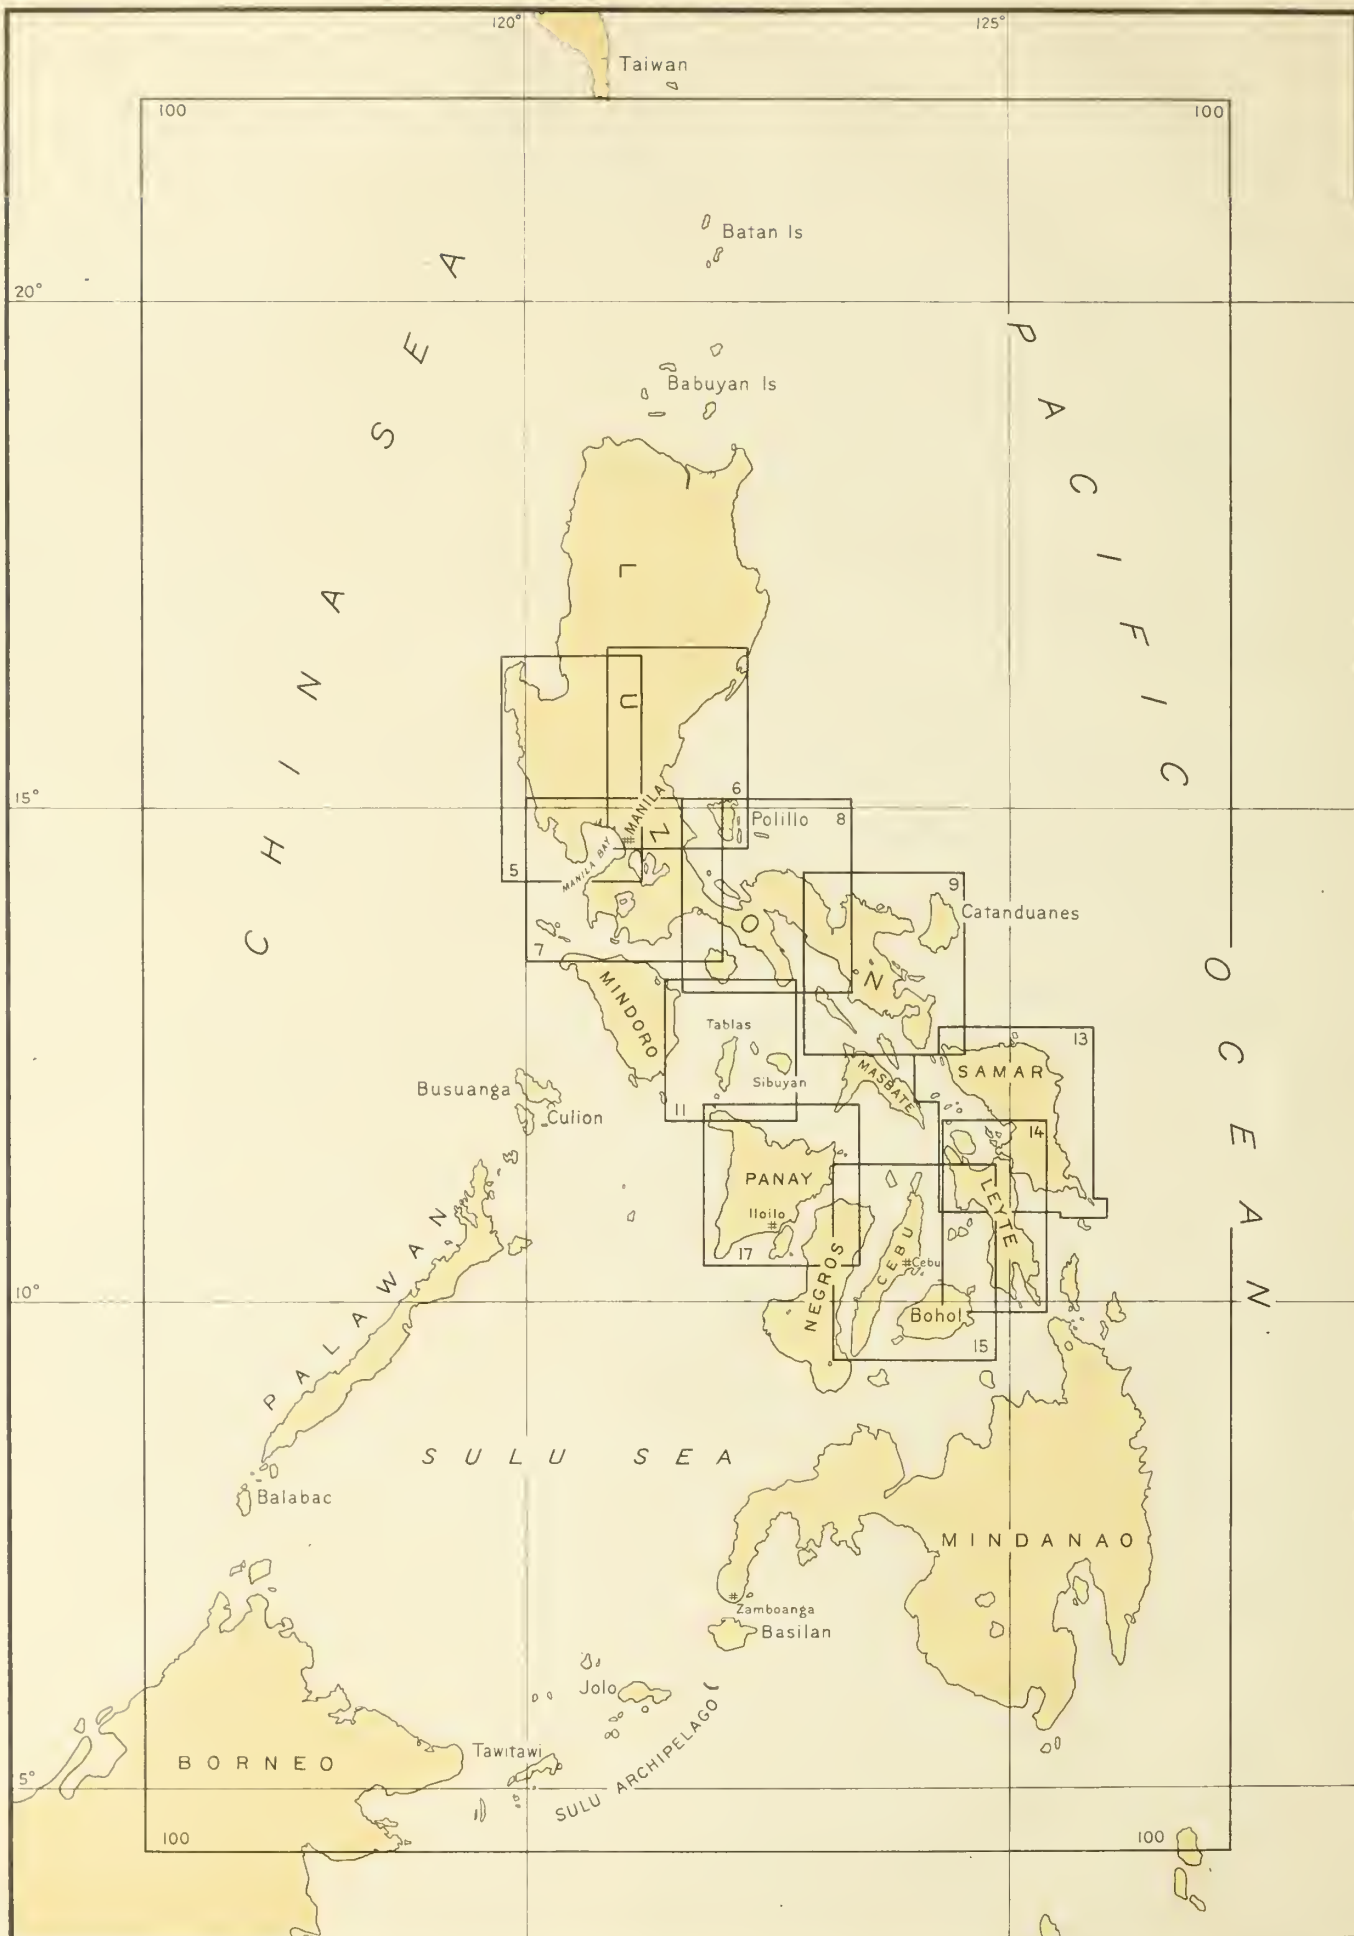 120°
125°
Taiwan
100
100
Batan Is
20°
CHINA SEA
PACIFIC OCEAN
Babuyan Is
LUZON
15°
6
MANILA
Polillo
8
MANILA BAY
5
9
Catanduanes
7
MINDORO
Tablas
13
SAMAR
Sibuyan
MASBATE
Busuanga
Culion
11
14
PANAY
LEYTE
Iloilo
PALAWAN
17
CEBU
Cebu
NEGROS
10°
Bohol
15
SULU SEA
Balabac
MINDANAO
Zamboanga
Basilan
Jolo
Tawitawi
SULU ARCHIPELAGO
BORNEO
5°
100
100